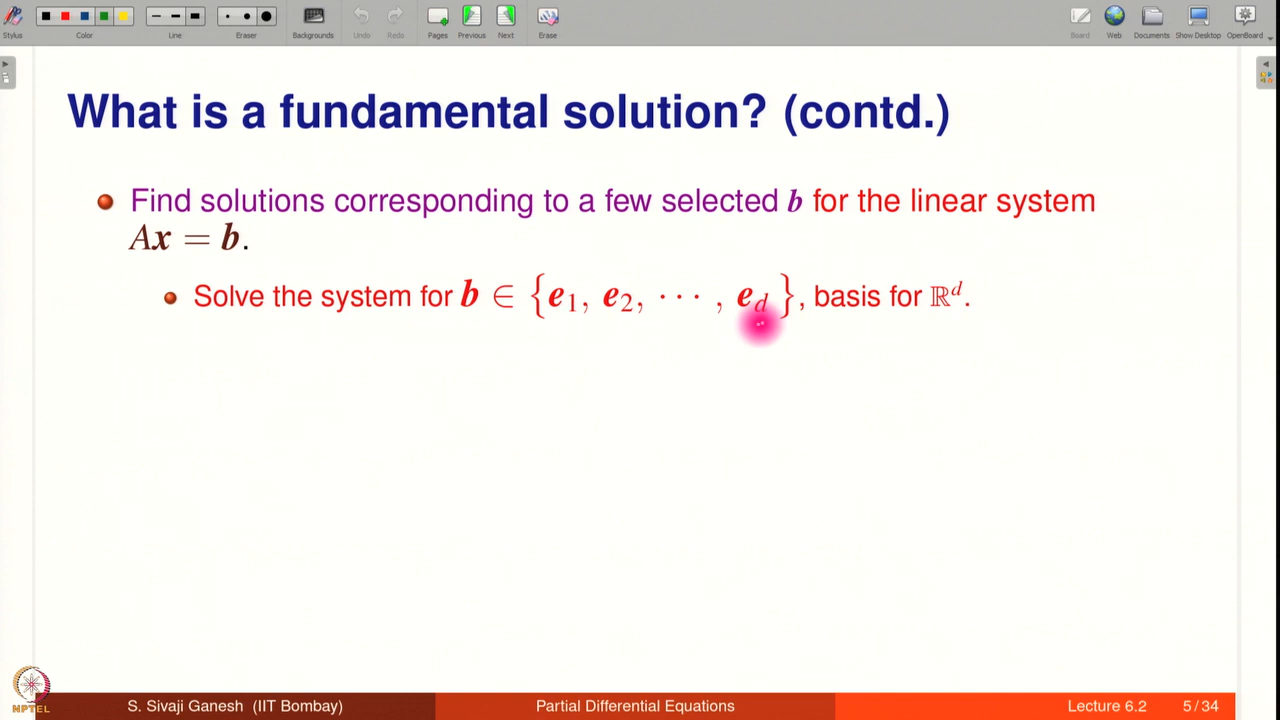 Stylus
Color
Line
Eraser
Backgrounds
Undo
Redo
Pages
Previous
Next
Erase
Board
Web
Documents
Show Desktop
OpenBoard
What is a fundamental solution? (contd.)
Find solutions corresponding to a few selected b for the linear system
Ax = b.
Solve the system for b ∈ {e₁, e₂, ⋯ , e_d}, basis for ℝᵈ.
NPTEL
S. Sivaji Ganesh (IIT Bombay)
Partial Differential Equations
Lecture 6.2
5/34